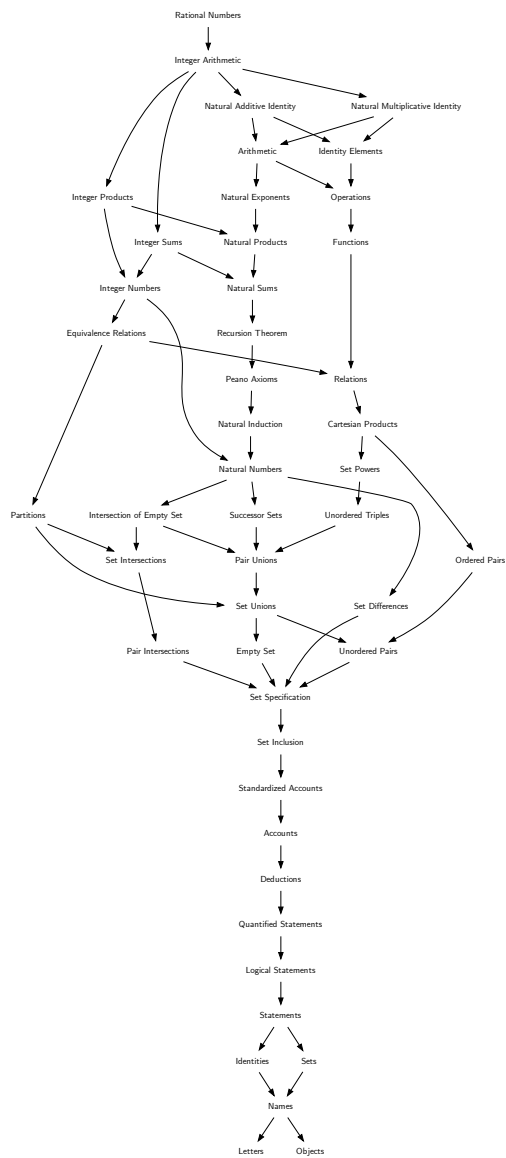 Rational Numbers
Integer Arithmetic
Natural Additive Identity
Natural Multiplicative Identity
Arithmetic
Identity Elements
Integer Products
Natural Exponents
Operations
Integer Sums
Natural Products
Functions
Integer Numbers
Natural Sums
Equivalence Relations
Recursion Theorem
Peano Axioms
Relations
Natural Induction
Cartesian Products
Natural Numbers
Set Powers
Partitions
Intersection of Empty Set
Successor Sets
Unordered Triples
Set Intersections
Pair Unions
Ordered Pairs
Set Unions
Set Differences
Pair Intersections
Empty Set
Unordered Pairs
Set Specification
Set Inclusion
Standardized Accounts
Accounts
Deductions
Quantified Statements
Logical Statements
Statements
Identities
Sets
Names
Letters
Objects